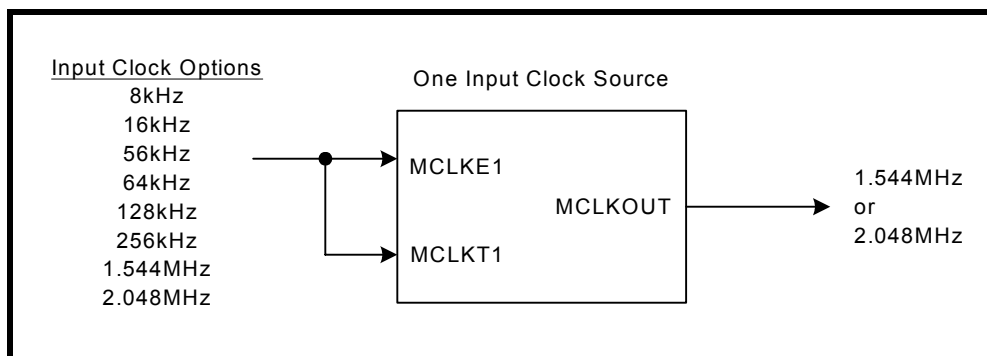 Input Clock Options
8kHz
16kHz
56kHz
64kHz
128kHz
256kHz
1.544MHz
2.048MHz
One Input Clock Source
MCLKE1
MCLKT1
MCLKOUT
1.544MHz
or
2.048MHz